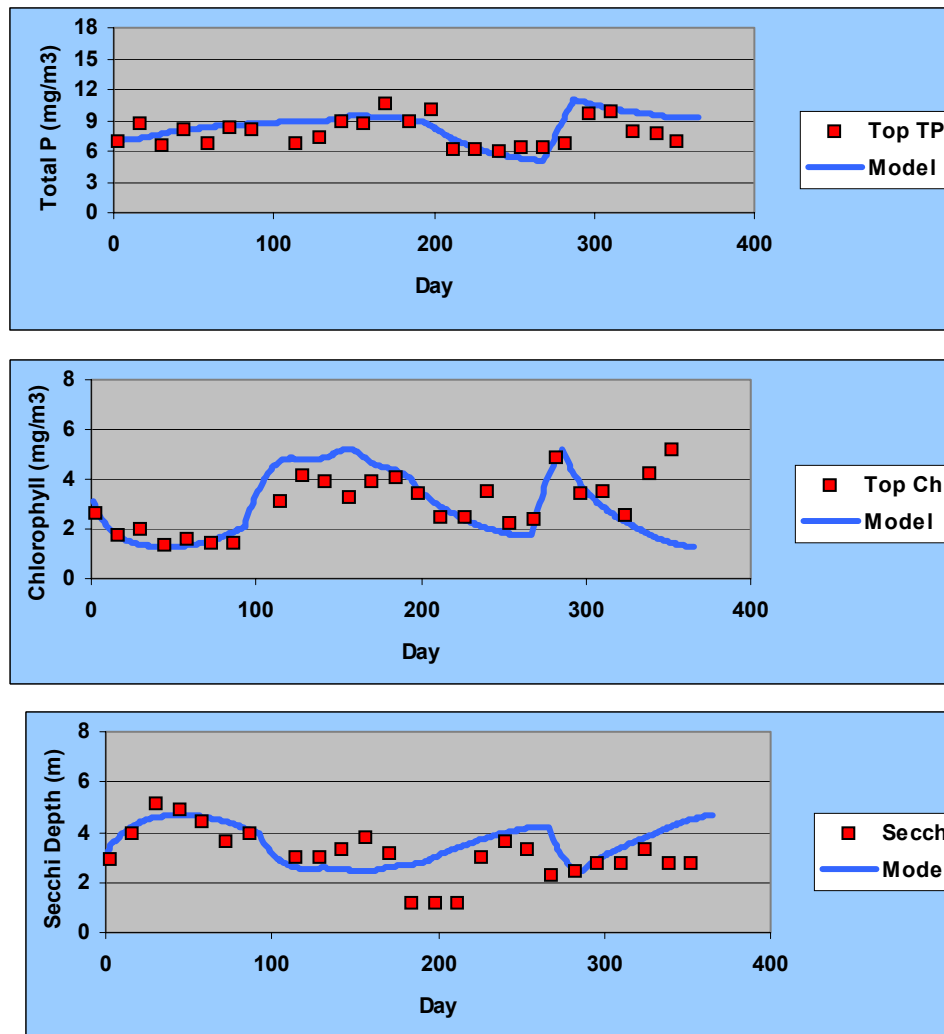 Total P (mg/m3)
18
15
12
9
6
3
0
0 100 200 300 400
Day
Top TP
Model
Chlorophyll (mg/m3)
8
6
4
2
0
0 100 200 300 400
Day
Top Ch
Model
Secchi Depth (m)
8
6
4
2
0
0 100 200 300 400
Day
Secch
Mode